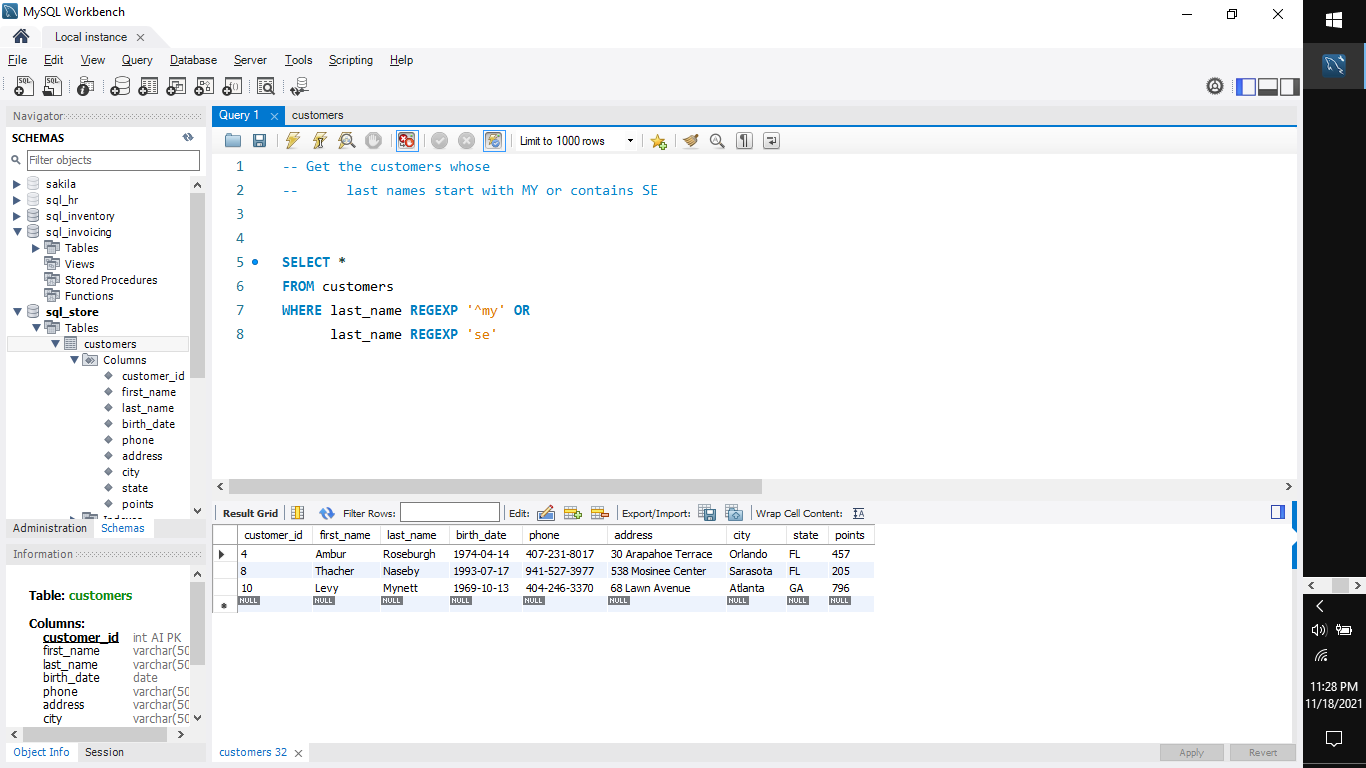 MySQL Workbench
Local instance
File Edit View Query Database Server Tools Scripting Help
Navigator
SCHEMAS
Filter objects
sakila
sql_hr
sql_inventory
sql_invoicing
Tables
Views
Stored Procedures
Functions
sql_store
Tables
customers
Columns
customer_id
first_name
last_name
birth_date
phone
address
city
state
points
Administration Schemas
Information
Table: customers
Columns:
customer_id int AI PK
first_name varchar(50
last_name varchar(50
birth_date date
phone varchar(50
address varchar(50
city varchar(50
Object Info Session
Query 1 customers
Limit to 1000 rows
1 -- Get the customers whose
2 -- last names start with MY or contains SE
3
4
5 SELECT *
6 FROM customers
7 WHERE last_name REGEXP '^my' OR
8 last_name REGEXP 'se'
Result Grid Filter Rows: Edit: Export/Import: Wrap Cell Content:
customer_id first_name last_name birth_date phone address city state points
4 Ambur Roseburgh 1974-04-14 407-231-8017 30 Arapahoe Terrace Orlando FL 457
8 Thacher Naseby 1993-07-17 941-527-3977 538 Mosinee Center Sarasota FL 205
10 Levy Mynett 1969-10-13 404-246-3370 68 Lawn Avenue Atlanta GA 796
NULL NULL NULL NULL NULL NULL NULL NULL NULL
customers 32
Apply Revert
11:28 PM
11/18/2021